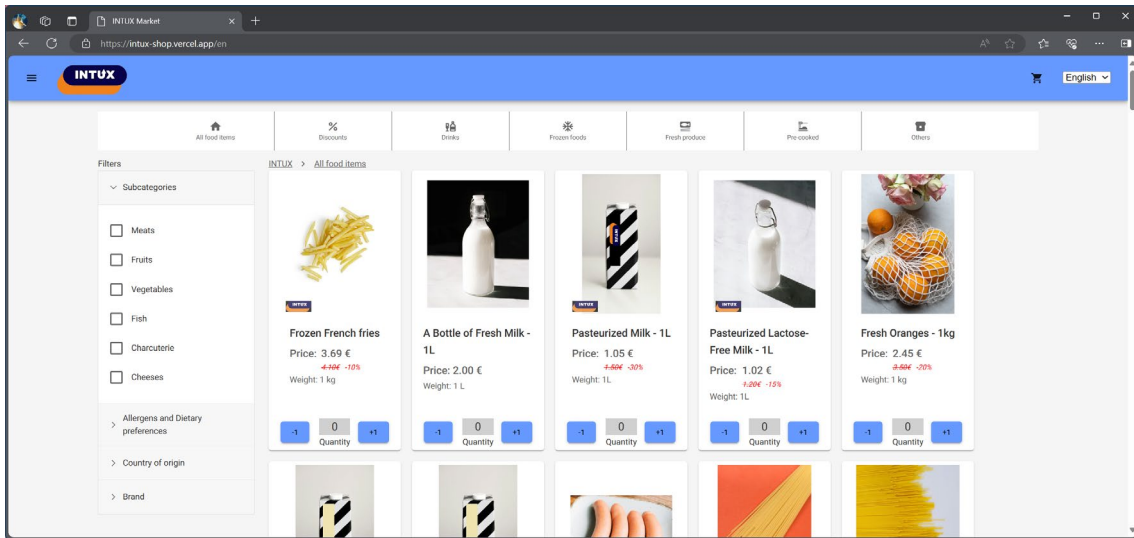 INTUX Market
https://intux-shop.vercel.app/en
INTUX
English
All food items
Discounts
Drinks
Frozen foods
Fresh produce
Pre cooked
Others
Filters
INTUX > All food items
Subcategories
Meats
Fruits
Vegetables
Fish
Charcuterie
Cheeses
Allergens and Dietary
preferences
Country of origin
Brand
INTUX
Frozen French fries
Price: 3.69 €
4.10€ -10%
Weight: 1 kg
-1
0
+1
Quantity
A Bottle of Fresh Milk -
1L
Price: 2.00 €
Weight: 1 L
-1
0
+1
Quantity
INTUX
Pasteurized Milk - 1L
Price: 1.05 €
1.50€ -30%
Weight: 1L
-1
0
+1
Quantity
INTUX
Pasteurized Lactose-
Free Milk - 1L
Price: 1.02 €
1.20€ -15%
Weight: 1L
-1
0
+1
Quantity
Fresh Oranges - 1kg
Price: 2.45 €
3.50€ -20%
Weight: 1 kg
-1
0
+1
Quantity